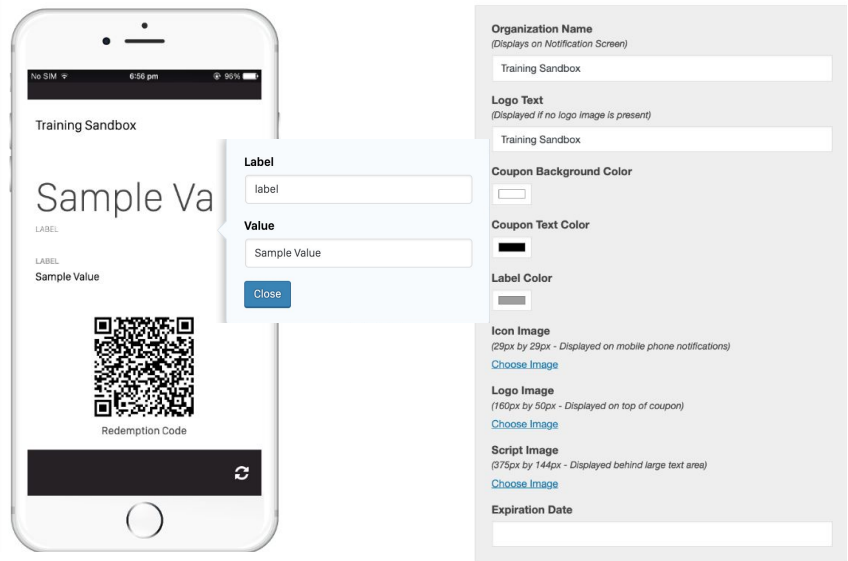 No SIM 6:56 pm 96%
Training Sandbox
Sample Va
LABEL
LABEL
Sample Value
Redemption Code
Label
label
Value
Sample Value
Close
Organization Name
(Displays on Notification Screen)
Training Sandbox
Logo Text
(Displayed if no logo image is present)
Training Sandbox
Coupon Background Color
Coupon Text Color
Label Color
Icon Image
(29px by 29px - Displayed on mobile phone notifications)
Choose Image
Logo Image
(160px by 50px - Displayed on top of coupon)
Choose Image
Script Image
(375px by 144px - Displayed behind large text area)
Choose Image
Expiration Date